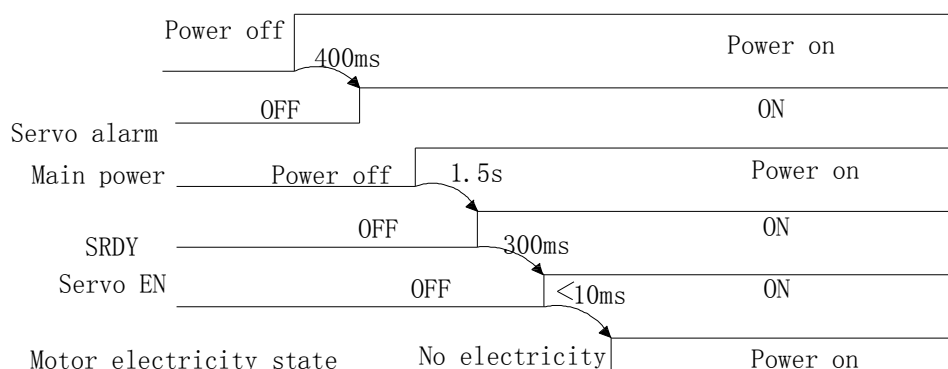 Power off
Power on
400ms
OFF
ON
Servo alarm
Main power
Power off
1.5s
Power on
OFF
ON
SRDY
300ms
Servo EN
OFF
<10ms
ON
Motor electricity state
No electricity
Power on